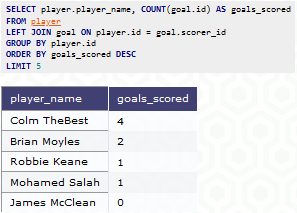 SELECT player.player_name, COUNT(goal.id) AS goals_scored
FROM player
LEFT JOIN goal ON player.id = goal.scorer_id
GROUP BY player.id
ORDER BY goals_scored DESC
LIMIT 5
player_name goals_scored
Colm TheBest 4
Brian Moyles 2
Robbie Keane 1
Mohamed Salah 1
James McClean 0